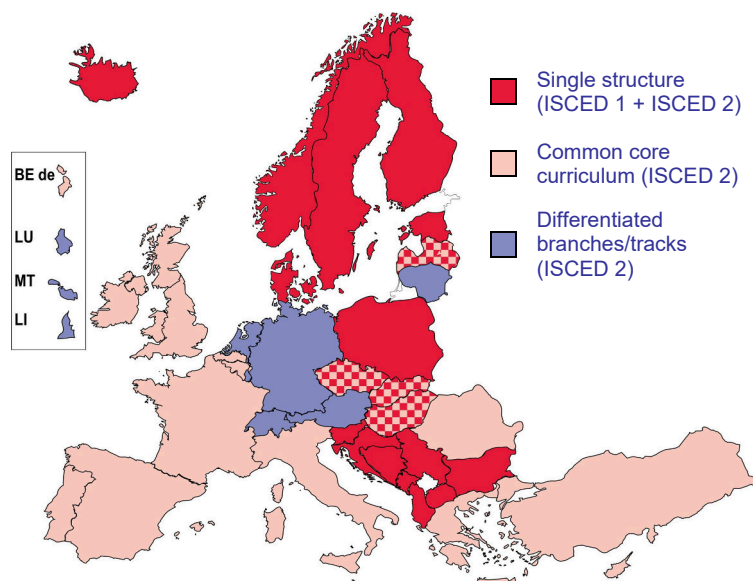 Single structure
(ISCED 1 + ISCED 2)
Common core
curriculum (ISCED 2)
Differentiated
branches/tracks
(ISCED 2)
BE de
LU
MT
LI